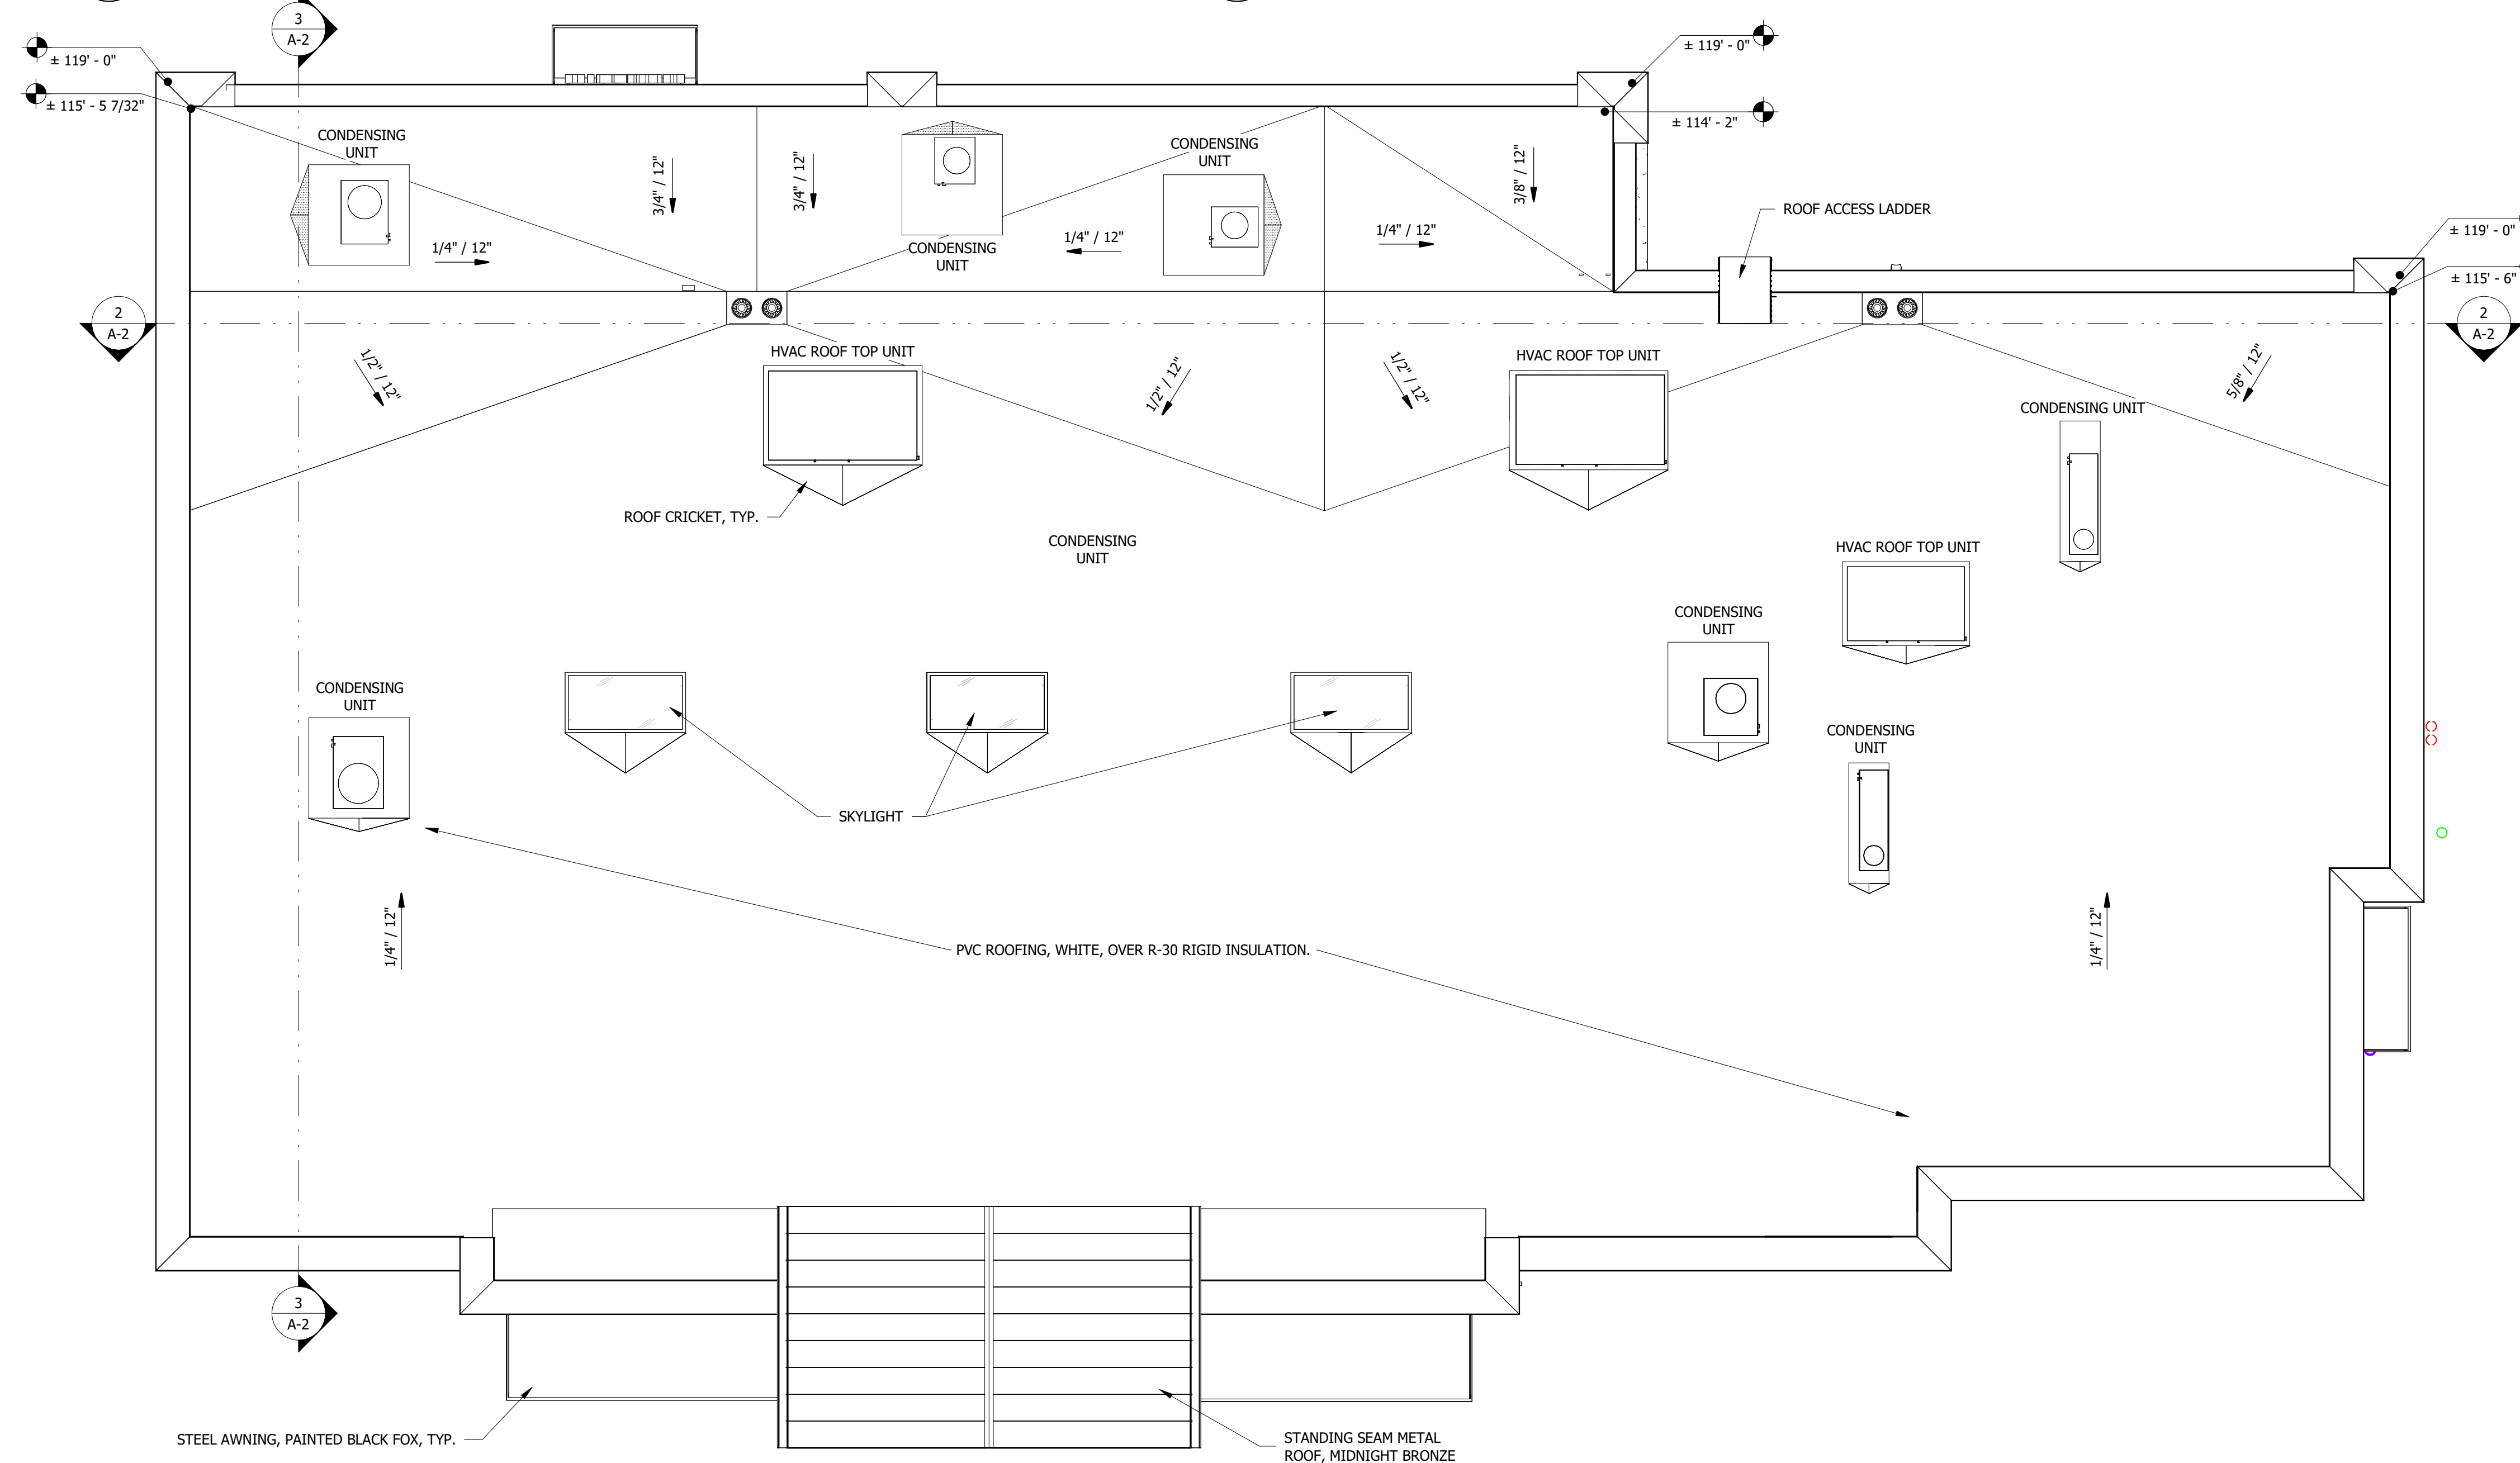 3
A-2
± 119' - 0"
± 115' - 5 7/32"
± 119' - 0"
± 114' - 2"
CONDENSING
UNIT
3/4" / 12"
3/4" / 12"
CONDENSING
UNIT
3/8" / 12"
ROOF ACCESS LADDER
± 119' - 0"
± 115' - 6"
1/4" / 12"
CONDENSING
UNIT
1/4" / 12"
1/4" / 12"
2
A-2
2
A-2
1/2" / 12"
HVAC ROOF TOP UNIT
1/2" / 12"
1/2" / 12"
HVAC ROOF TOP UNIT
5/8" / 12"
CONDENSING UNIT
ROOF CRICKET, TYP.
CONDENSING
UNIT
HVAC ROOF TOP UNIT
CONDENSING
UNIT
CONDENSING
UNIT
CONDENSING
UNIT
SKYLIGHT
1/4" / 12"
PVC ROOFING, WHITE, OVER R-30 RIGID INSULATION.
1/4" / 12"
3
A-2
STEEL AWNING, PAINTED BLACK FOX, TYP.
STANDING SEAM METAL
ROOF, MIDNIGHT BRONZE